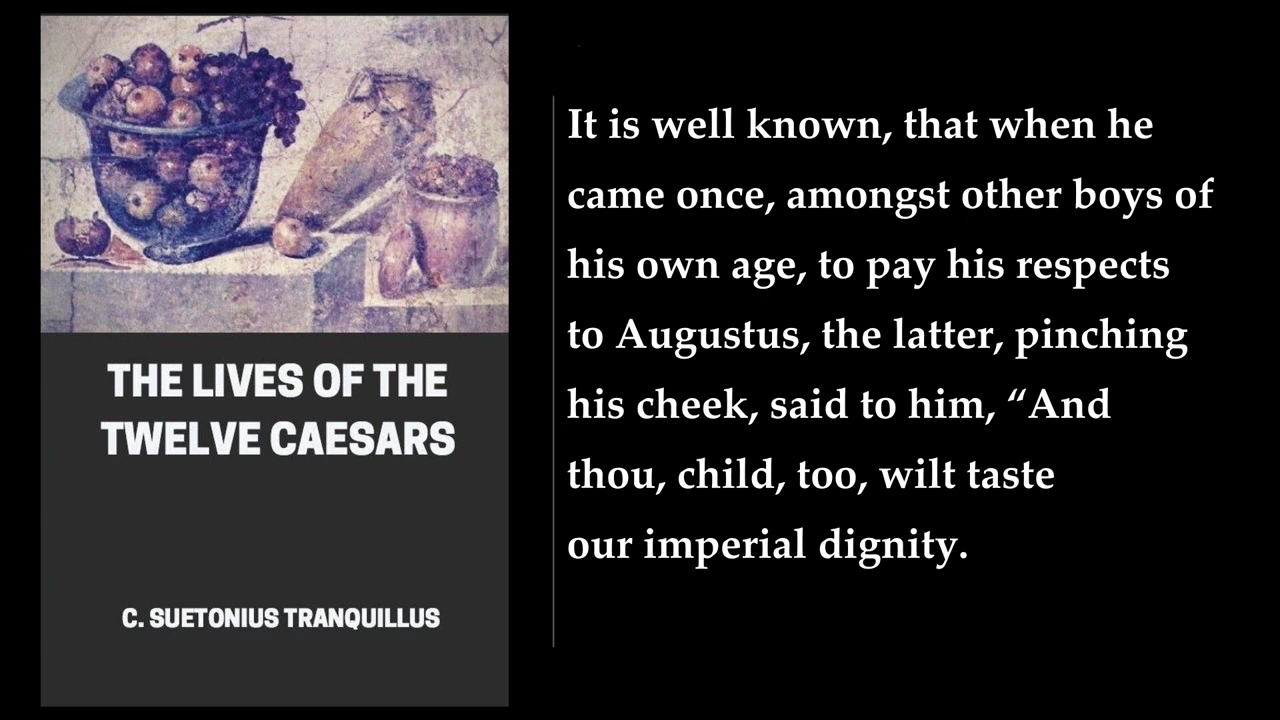 THE LIVES OF THE
TWELVE CAESARS
C. SUETONIUS TRANQUILLUS
It is well known, that when he
came once, amongst other boys of
his own age, to pay his respects
to Augustus, the latter, pinching
his cheek, said to him, “And
thou, child, too, wilt taste
our imperial dignity.